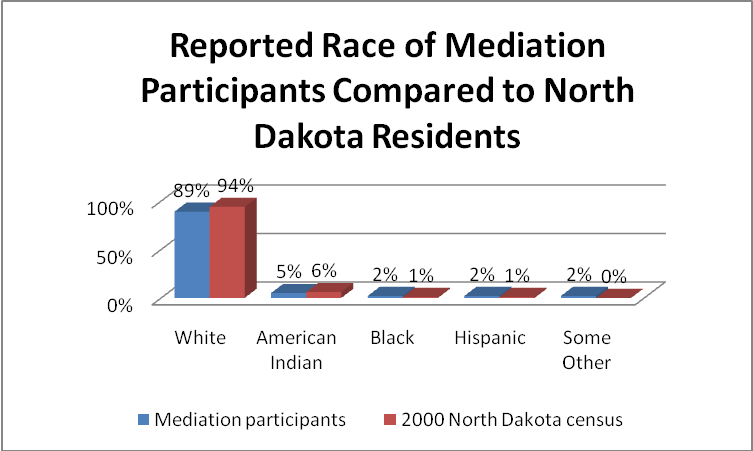 Reported Race of Mediation
Participants Compared to North
Dakota Residents
89% 94%
100%
50%
0%
5% 6%
2% 1%
2% 1%
2% 0%
White American Black Hispanic Some
Indian Other
Mediation participants 2000 North Dakota census